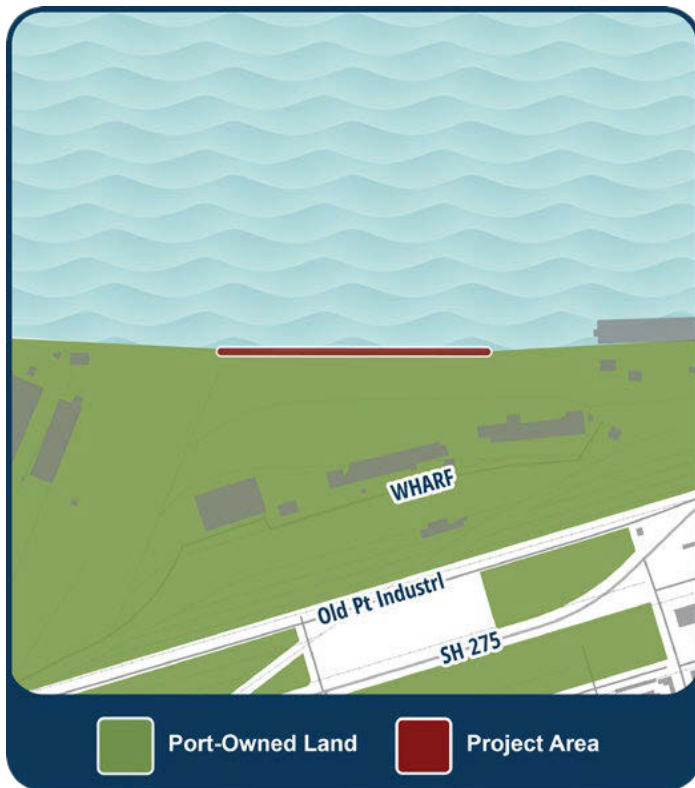 WHARF
Old Pt Industrl
SH 275
Port-Owned Land
Project Area